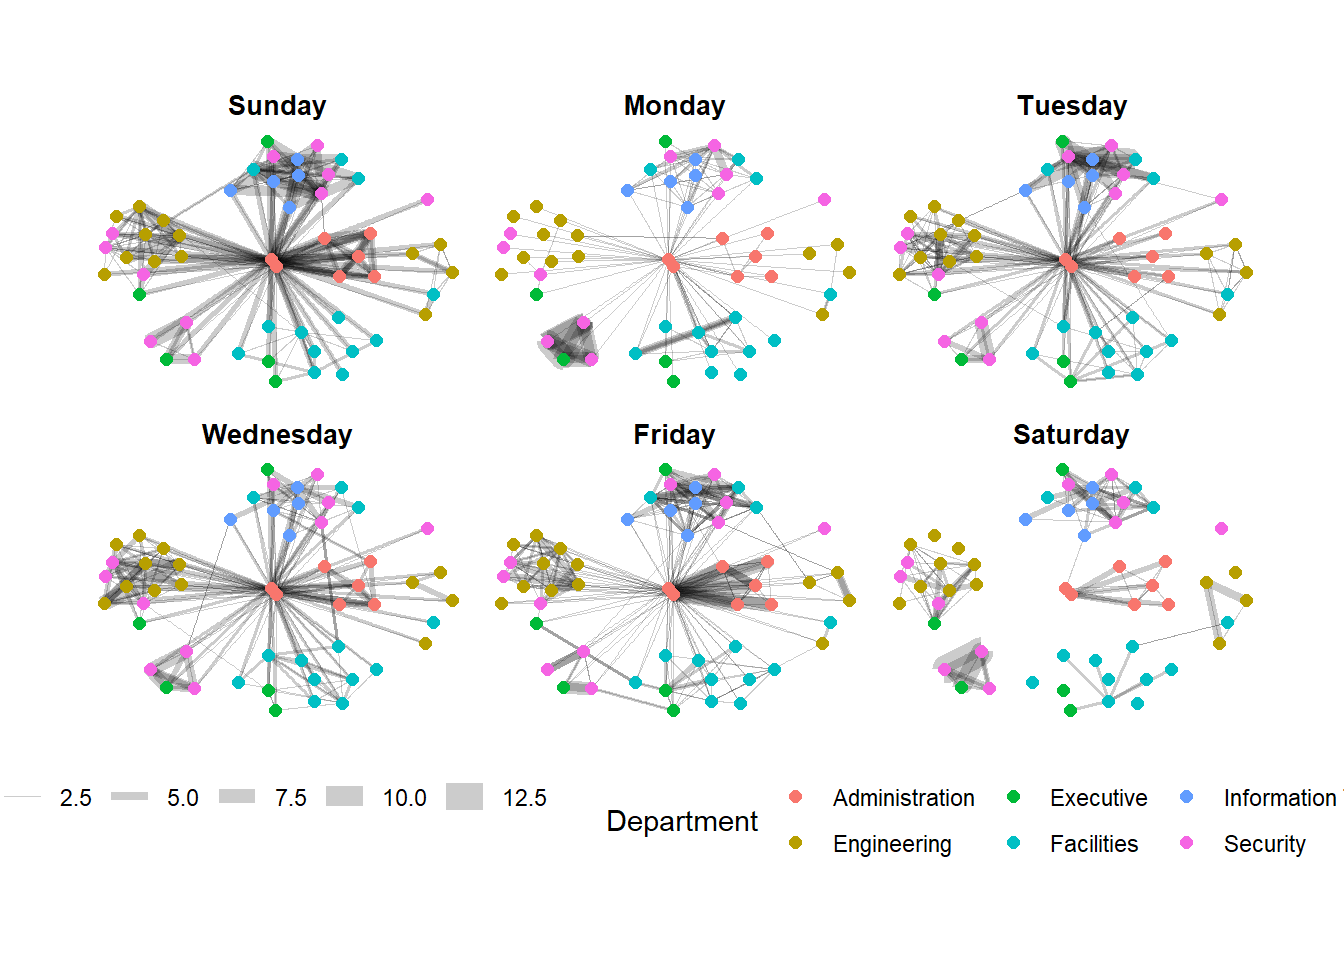 Sunday Monday Tuesday
Wednesday Friday Saturday
2.5 5.0 7.5 10.0 12.5
Department
Administration Executive Information
Engineering Facilities Security